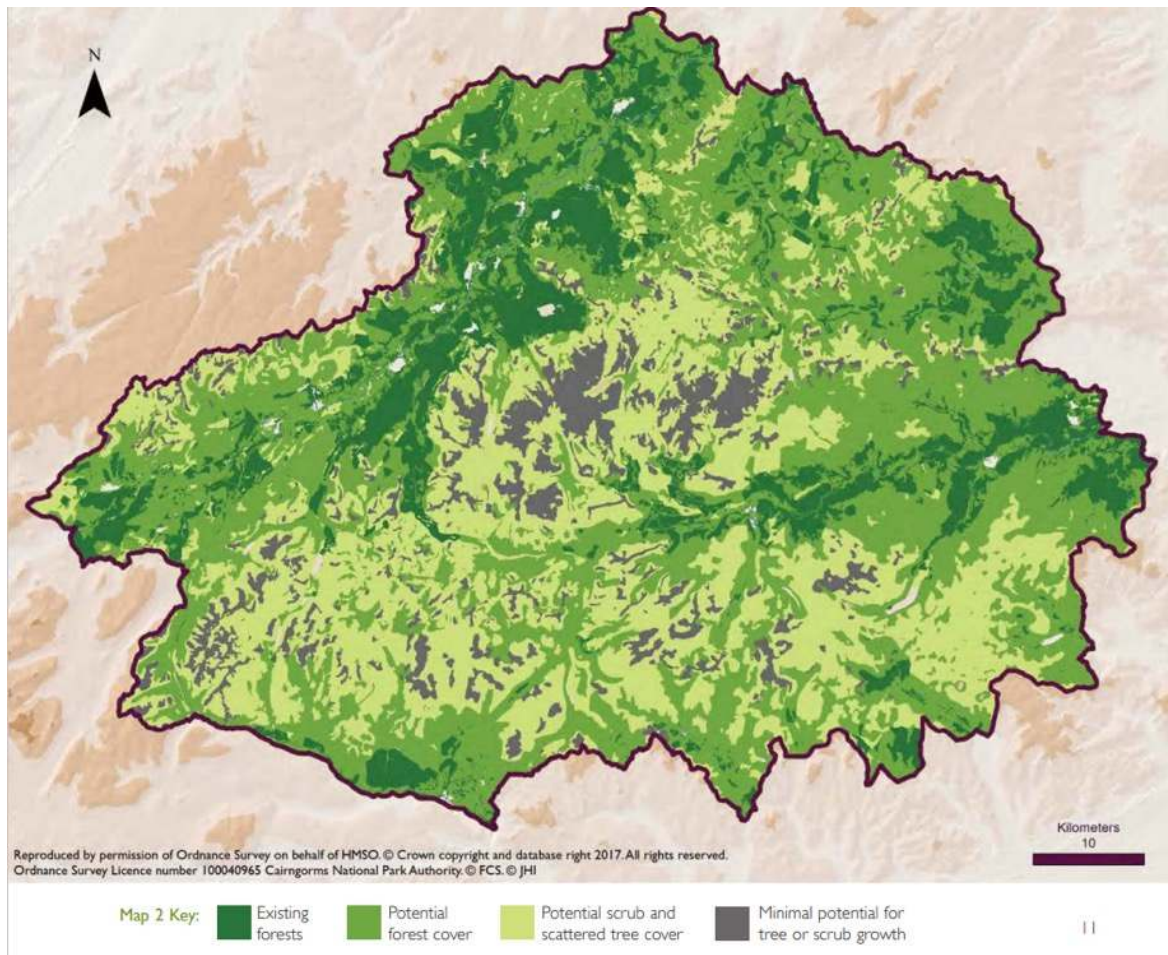 N
Kilometers
10
Reproduced by permission of Ordnance Survey on behalf of HMSO. © Crown copyright and database right 2017. All rights reserved.
Ordnance Survey Licence number 100040965 Cairngorms National Park Authority. © FCS. © JHI
Map 2 Key:
Existing
forests
Potential
forest cover
Potential scrub and
scattered tree cover
Minimal potential for
tree or scrub growth
11